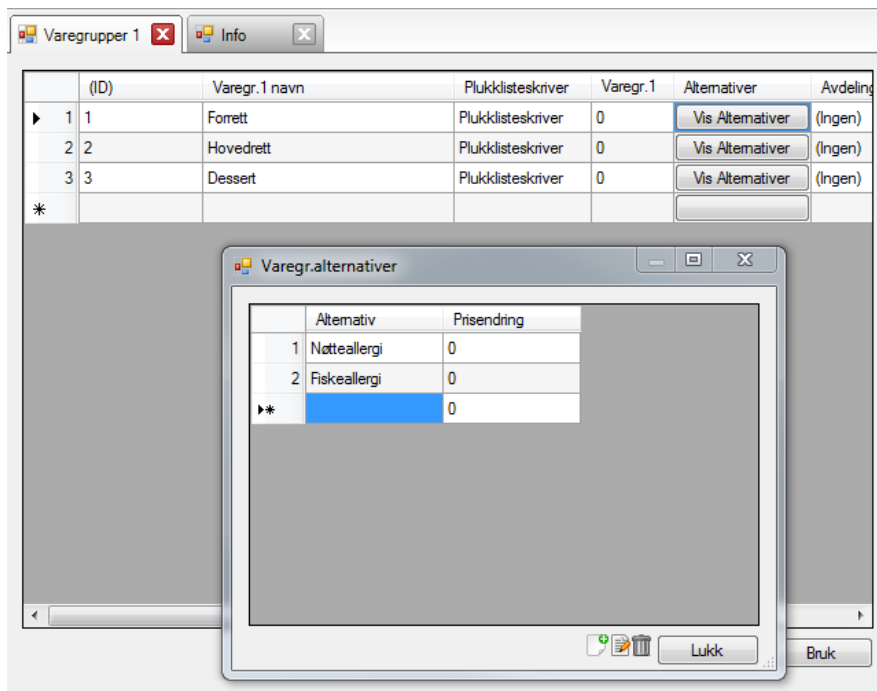 Varegrupper 1 Info
(ID) Varegr.1 navn Plukklisteskriver Varegr.1 Alternativer Avdeling
1 1 Forrett Plukklisteskriver 0 Vis Alternativer (Ingen)
2 2 Hovedrett Plukklisteskriver 0 Vis Alternativer (Ingen)
3 3 Dessert Plukklisteskriver 0 Vis Alternativer (Ingen)
Varegr.alternativer
Alternativ Prisendring
1 Nøtteallergi 0
2 Fiskeallergi 0
0
Lukk
Bruk